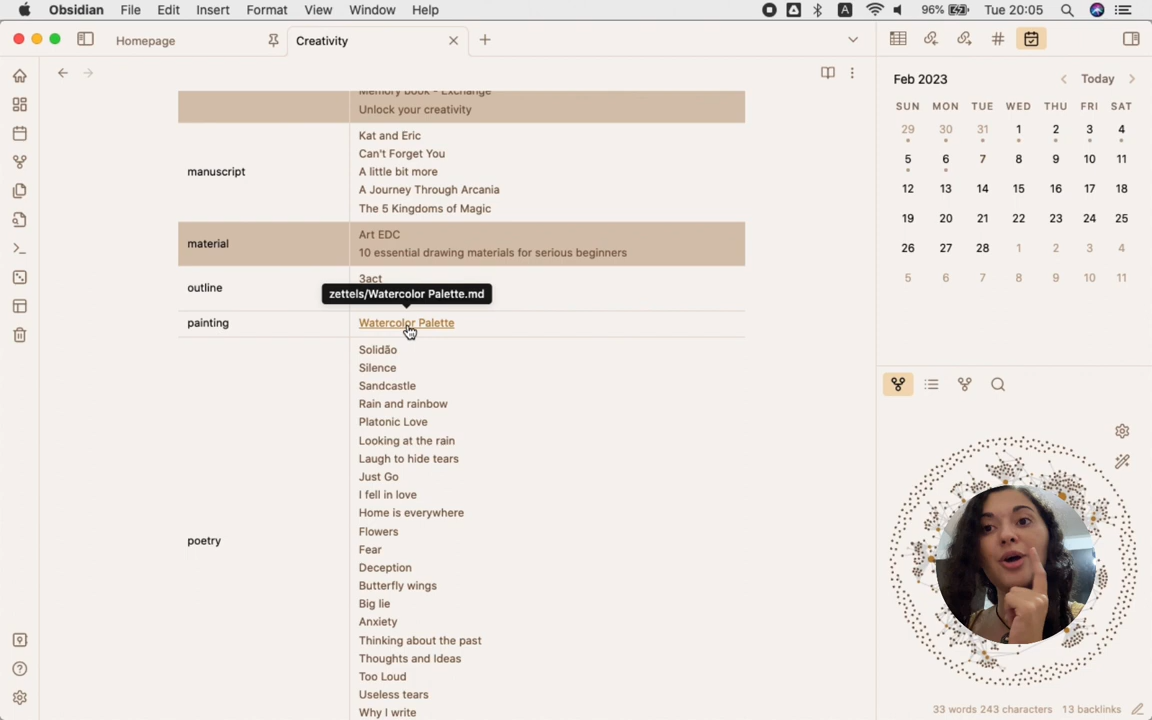 Obsidian File Edit Insert Format View Window Help
A 96% Tue 20:05
Homepage
Creativity
Memory book - Exchange
Unlock your creativity
manuscript
Kat and Eric
Can't Forget You
A little bit more
A Journey Through Arcania
The 5 Kingdoms of Magic
material
Art EDC
10 essential drawing materials for serious beginners
outline
3act
zettels/Watercolor Palette.md
painting
Watercolor Palette
poetry
Solidão
Silence
Sandcastle
Rain and rainbow
Platonic Love
Looking at the rain
Laugh to hide tears
Just Go
I fell in love
Home is everywhere
Flowers
Fear
Deception
Butterfly wings
Big lie
Anxiety
Thinking about the past
Thoughts and Ideas
Too Loud
Useless tears
Why I write
Feb 2023
Today
SUN MON TUE WED THU FRI SAT
29 30 31 1 2 3 4
5 6 7 8 9 10 11
12 13 14 15 16 17 18
19 20 21 22 23 24 25
26 27 28 1 2 3 4
5 6 7 8 9 10 11
33 words 243 characters 13 backlinks